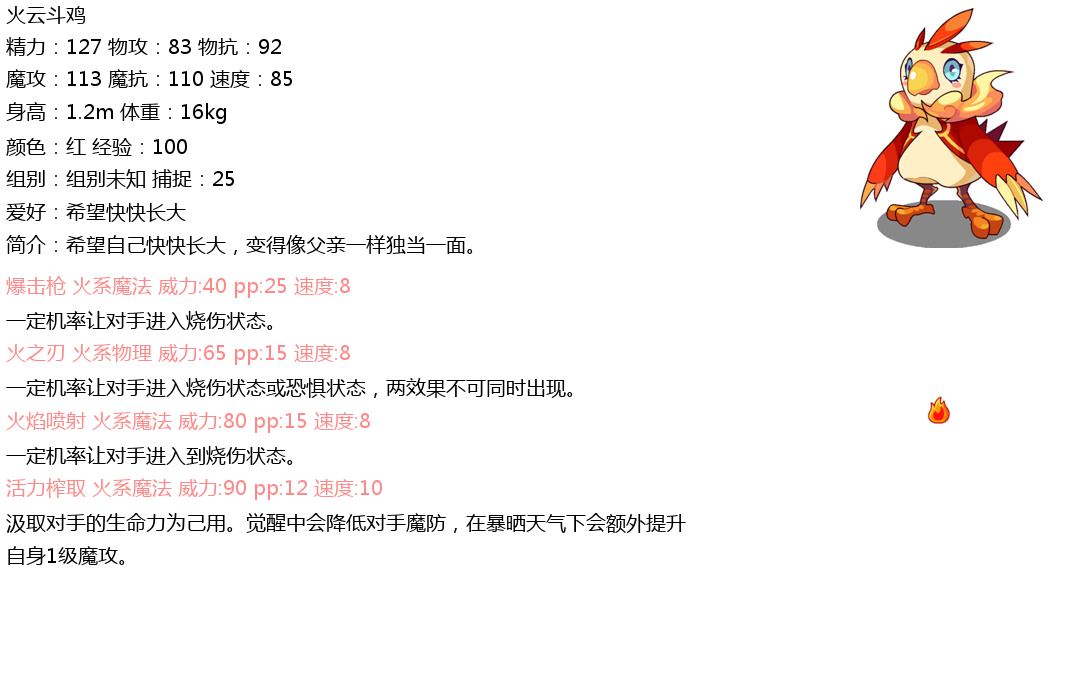 火云斗鸡
精力：127 物攻：83 物抗：92
魔攻：113 魔抗：110 速度：85
身高：1.2m 体重：16kg
颜色：红 经验：100
组别：组别未知 捕捉：25
爱好：希望快快长大
简介：希望自己快快长大，变得像父亲一样独当一面。
爆击枪 火系魔法 威力:40 pp:25 速度:8
一定机率让对手进入烧伤状态。
火之刃 火系物理 威力:65 pp:15 速度:8
一定机率让对手进入烧伤状态或恐惧状态，两效果不可同时出现。
火焰喷射 火系魔法 威力:80 pp:15 速度:8
一定机率让对手进入到烧伤状态。
活力榨取 火系魔法 威力:90 pp:12 速度:10
汲取对手的生命力为己用。觉醒中会降低对手魔防，在暴晒天气下会额外提升
自身1级魔攻。